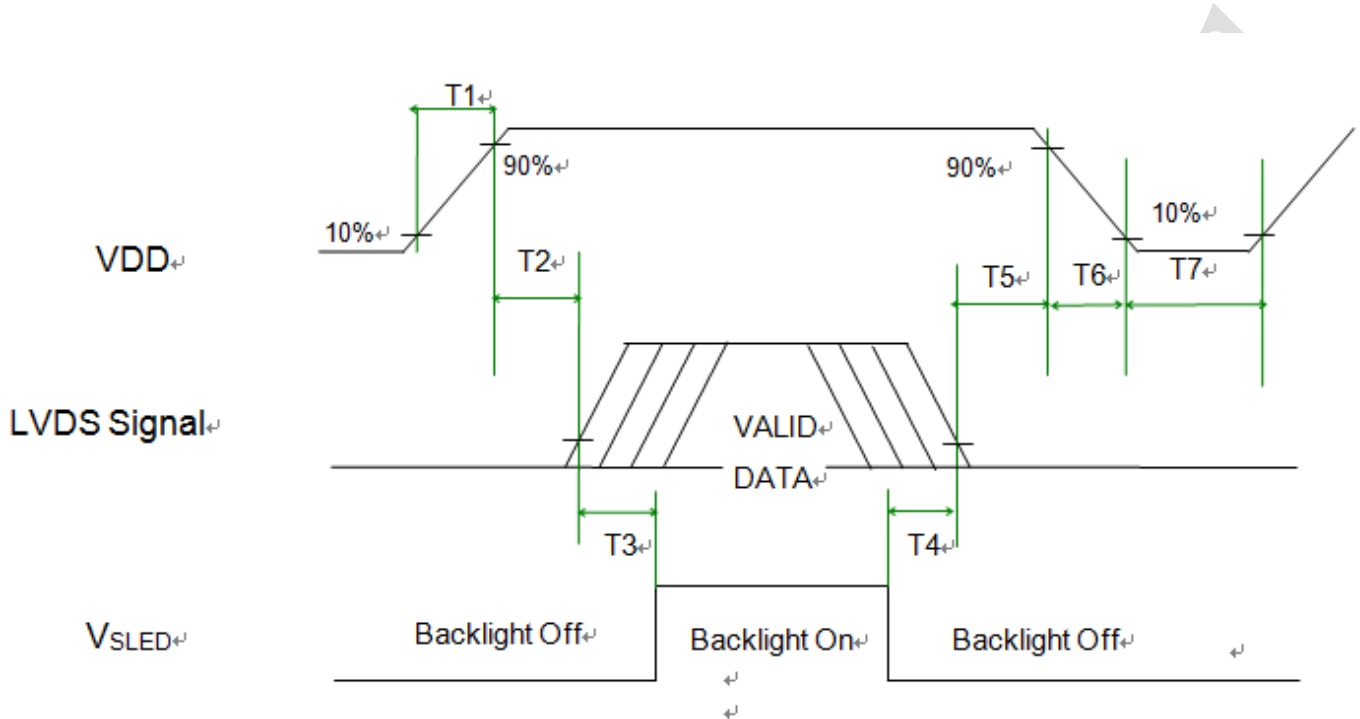 T1↵
90%↵
90%↵
10%↵
10%↵
VDD↵
T2↵
T5↵
T6↵
T7↵
LVDS Signal↵
VALID↵
DATA↵
T3↵
T4↵
VSLED↵
Backlight Off↵
Backlight On↵
Backlight Off↵
↵
↵
↵